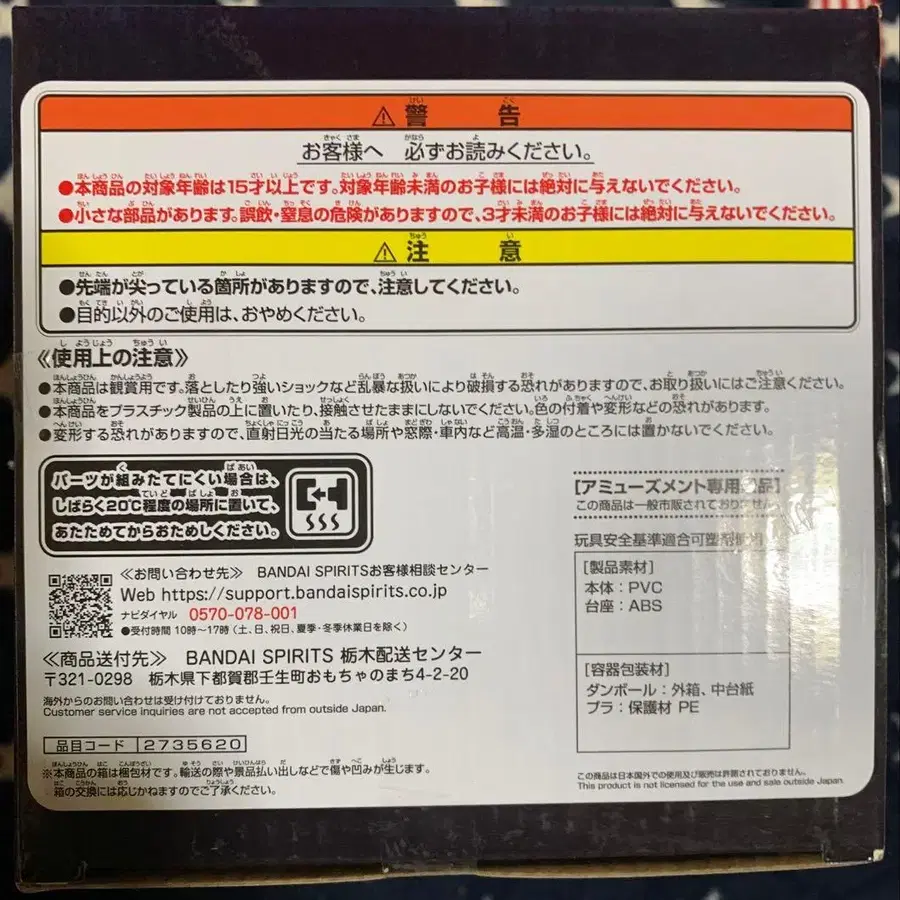 ⚠警告
お客様へ 必ずお読みください。
●本商品の対象年齢は15才以上です。対象年齢未満のお子様には絶対に与えないでください。
●小さな部品があります。誤飲・窒息の危険がありますので、3才未満のお子様には絶対に与えないでください。
⚠注意
●先端が尖っている箇所がありますので、注意してください。
●目的以外のご使用は、おやめください。
《使用上の注意》
●本商品は観賞用です。落としたり強いショックなど乱暴な扱いにより破損する恐れがありますので、お取り扱いにはご注意ください。
●本商品をプラスチック製品の上に置いたり、接触させたままにしないでください。色の付着や変形などの恐れがあります。
●変形する恐れがありますので、直射日光の当たる場所や窓際・車内など高温・多湿のところには置かないでください。
パーツが組みたてにくい場合は、
しばらく20℃程度の場所に置いて、
あたためてからおためしください。
[アミューズメント専用 品]
この商品は一般市販されておりません
玩具安全基準適合可塑剤使用
[製品素材]
本体：PVC
台座：ABS
[容器包装材]
ダンボール：外箱、中台紙
プラ：保護材 PE
《お問い合わせ先》 BANDAI SPIRITSお客様相談センター
Web https://support.bandaispirits.co.jp
ナビダイヤル 0570-078-001
●受付時間 10時～17時（土、日、祝日、夏季・冬季休業日を除く）
《商品送付先》 BANDAI SPIRITS 栃木配送センター
〒321-0298 栃木県下都賀郡壬生町おもちゃのまち4-2-20
海外からのお問い合わせは受け付けておりません。
Customer service inquiries are not accepted from outside Japan.
品目コード 2735620
※本商品の箱は梱包材です。輸送の際や景品払い出しなどで傷や凹みが生じます。
箱の交換には応じかねますのでご了承ください。
この商品は日本国外での使用及び販売は許諾されておりません。
This product is not licensed for the use and sale outside Japan.